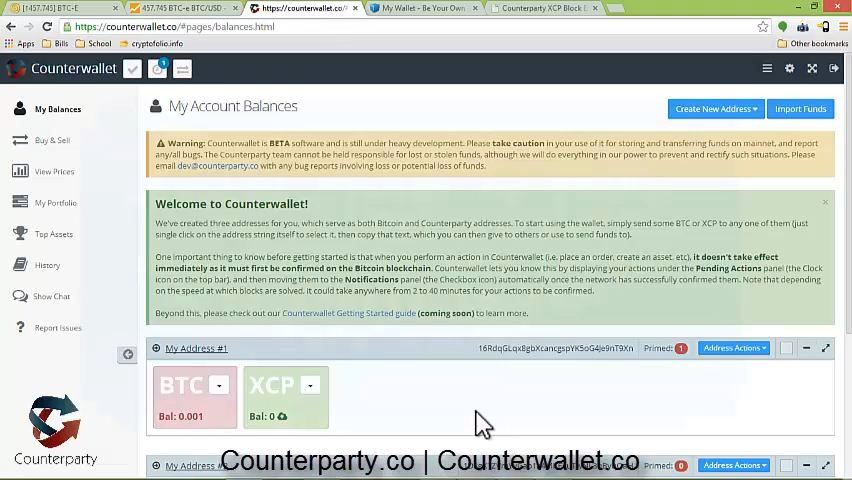 [1457.745] BTC-E
457.745 BTC-e BTC/USD -
https://counterwallet.co/#
My Wallet - Be Your Own
Counterparty XCP Block
https://counterwallet.co/#pages/balances.html
Apps
Bills
School
cryptofolio.info
Other bookmarks
Counterwallet
1
My Balances
Buy & Sell
View Prices
My Portfolio
Top Assets
History
Show Chat
Report Issues
Counterparty
My Account Balances
Create New Address
Import Funds
Warning: Counterwallet is BETA software and is still under heavy development. Please take caution in your use of it for storing and transferring funds on mainnet, and report
any/all bugs. The Counterparty team cannot be held responsible for lost or stolen funds, although we will do everything in our power to prevent and rectify such situations. Please
email dev@counterparty.co with any bug reports involving loss or potential loss of funds.
Welcome to Counterwallet!
We've created three addresses for you, which serve as both Bitcoin and Counterparty addresses. To start using the wallet, simply send some BTC or XCP to any one of them (just
single click on the address string itself to select it, then copy that text, which you can then give to others or use to send funds to).
One important thing to know before getting started is that when you perform an action in Counterwallet (i.e. place an order, create an asset, etc), it doesn't take effect
immediately as it must first be confirmed on the Bitcoin blockchain. Counterwallet lets you know this by displaying your actions under the Pending Actions panel (the Clock
icon on the top bar), and then moving them to the Notifications panel (the Checkbox icon) automatically once the network has successfully confirmed them. Note that depending
on the speed at which blocks are solved, it could take anywhere from 2 to 40 minutes for your actions to be confirmed.
Beyond this, please check out our Counterwallet Getting Started guide (coming soon) to learn more.
My Address #1
16RdqGLqx8gbXcancgspYK5oG4Je9nT9Xn
Primed: 1
Address Actions
BTC
Bal: 0.001
XCP
Bal: 0
My Address
Primed: 0
Address Actions
Counterparty.co | Counterwallet.co